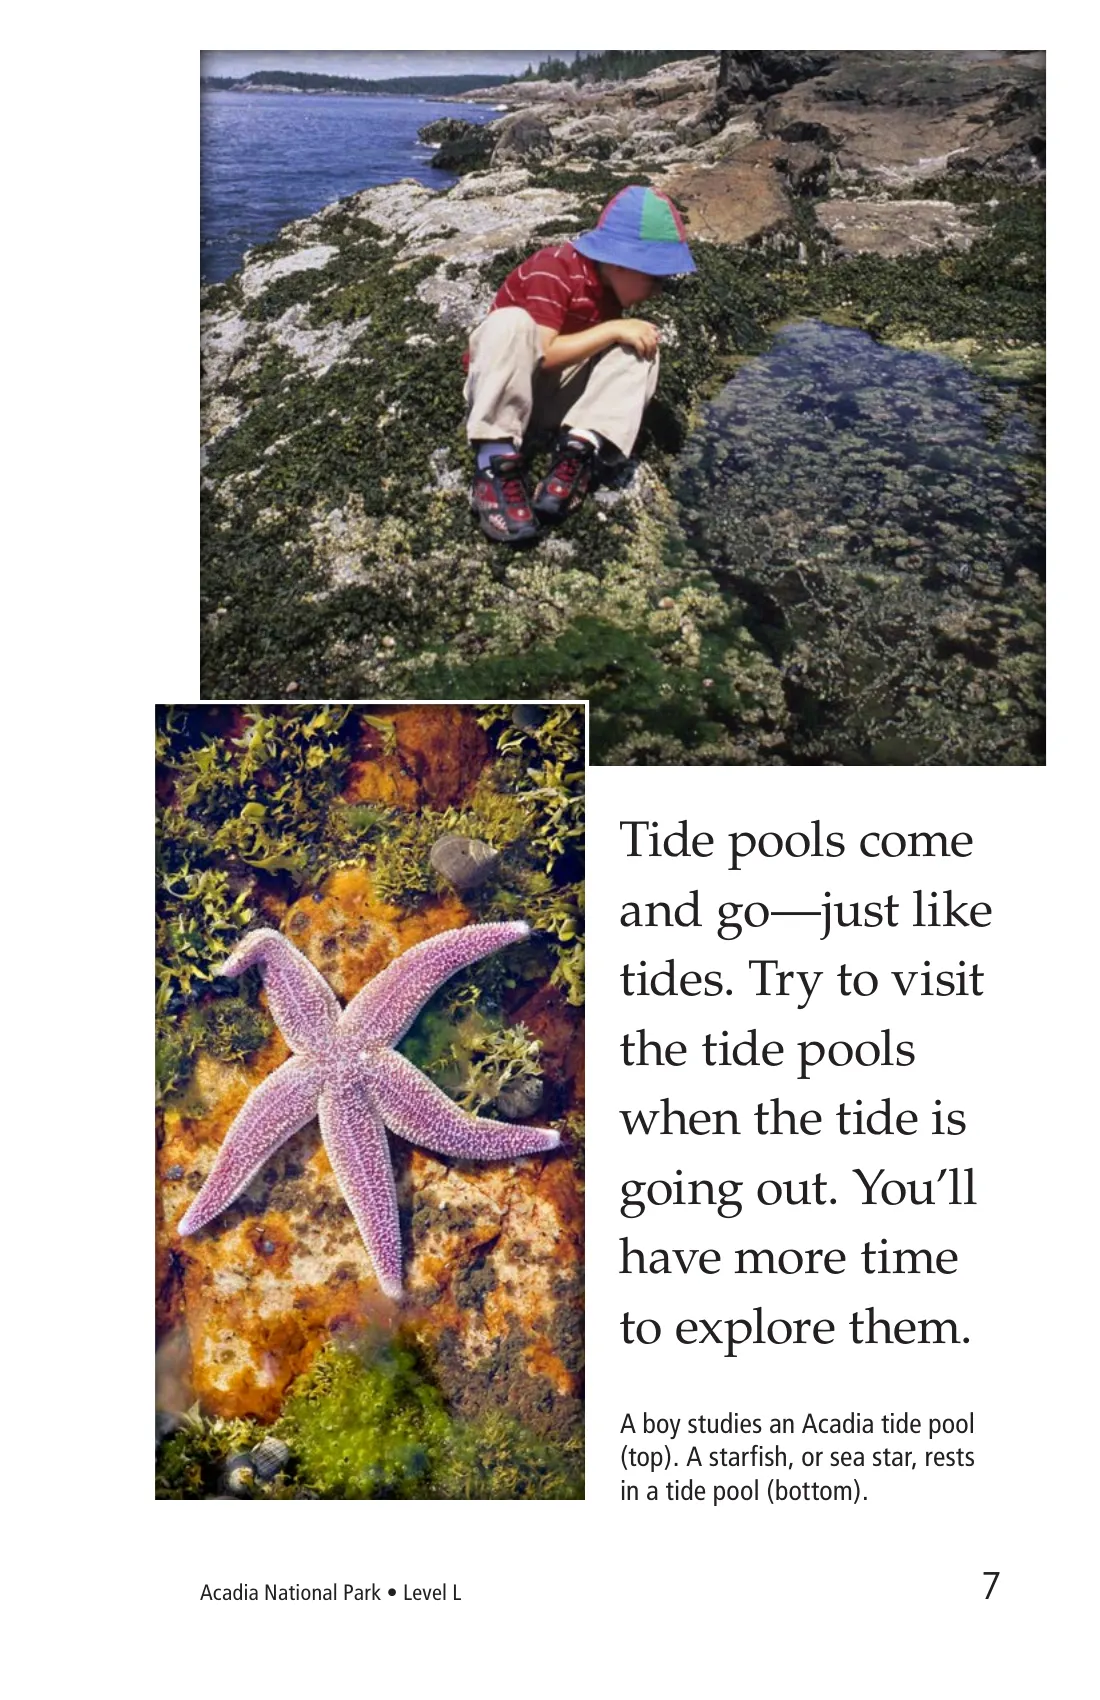 Tide pools come
and go—just like
tides. Try to visit
the tide pools
when the tide is
going out. You’ll
have more time
to explore them.
A boy studies an Acadia tide pool
(top). A starfish, or sea star, rests
in a tide pool (bottom).
Acadia National Park • Level L
7